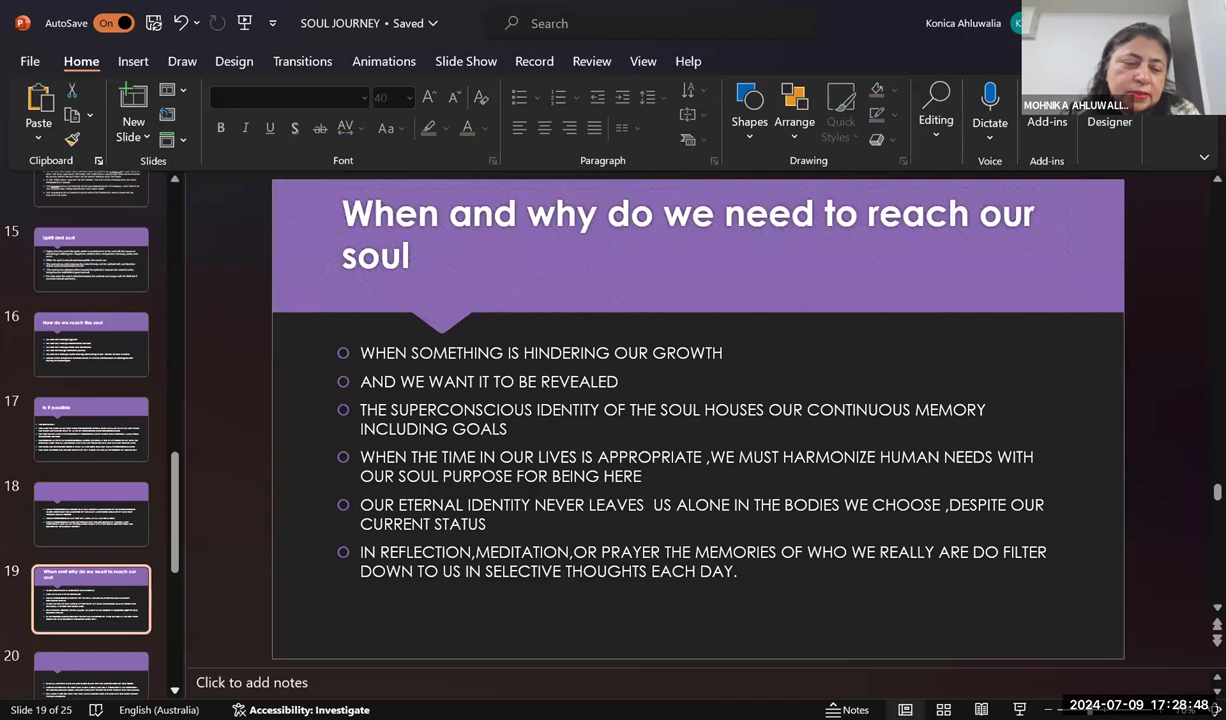 AutoSave On SOUL JOURNEY • Saved Search Konica Ahluwalia
File Home Insert Draw Design Transitions Animations Slide Show Record Review View Help
MOHNIKA AHLUWALI...
40
Paste New Slide Shapes Arrange Quick Styles Editing Dictate Add-ins Designer
Clipboard Slides Font Paragraph Drawing Voice Add-ins
15
Spirit and soul
16
How do we reach the soul
17
Is it possible
18
19
When and why do we need to reach our soul
20
When and why do we need to reach our
soul
WHEN SOMETHING IS HINDERING OUR GROWTH
AND WE WANT IT TO BE REVEALED
THE SUPERCONSCIOUS IDENTITY OF THE SOUL HOUSES OUR CONTINUOUS MEMORY
INCLUDING GOALS
WHEN THE TIME IN OUR LIVES IS APPROPRIATE ,WE MUST HARMONIZE HUMAN NEEDS WITH
OUR SOUL PURPOSE FOR BEING HERE
OUR ETERNAL IDENTITY NEVER LEAVES US ALONE IN THE BODIES WE CHOOSE ,DESPITE OUR
CURRENT STATUS
IN REFLECTION,MEDITATION,OR PRAYER THE MEMORIES OF WHO WE REALLY ARE DO FILTER
DOWN TO US IN SELECTIVE THOUGHTS EACH DAY.
Click to add notes
Slide 19 of 25 English (Australia) Accessibility: Investigate Notes
2024-07-09 17:28:48